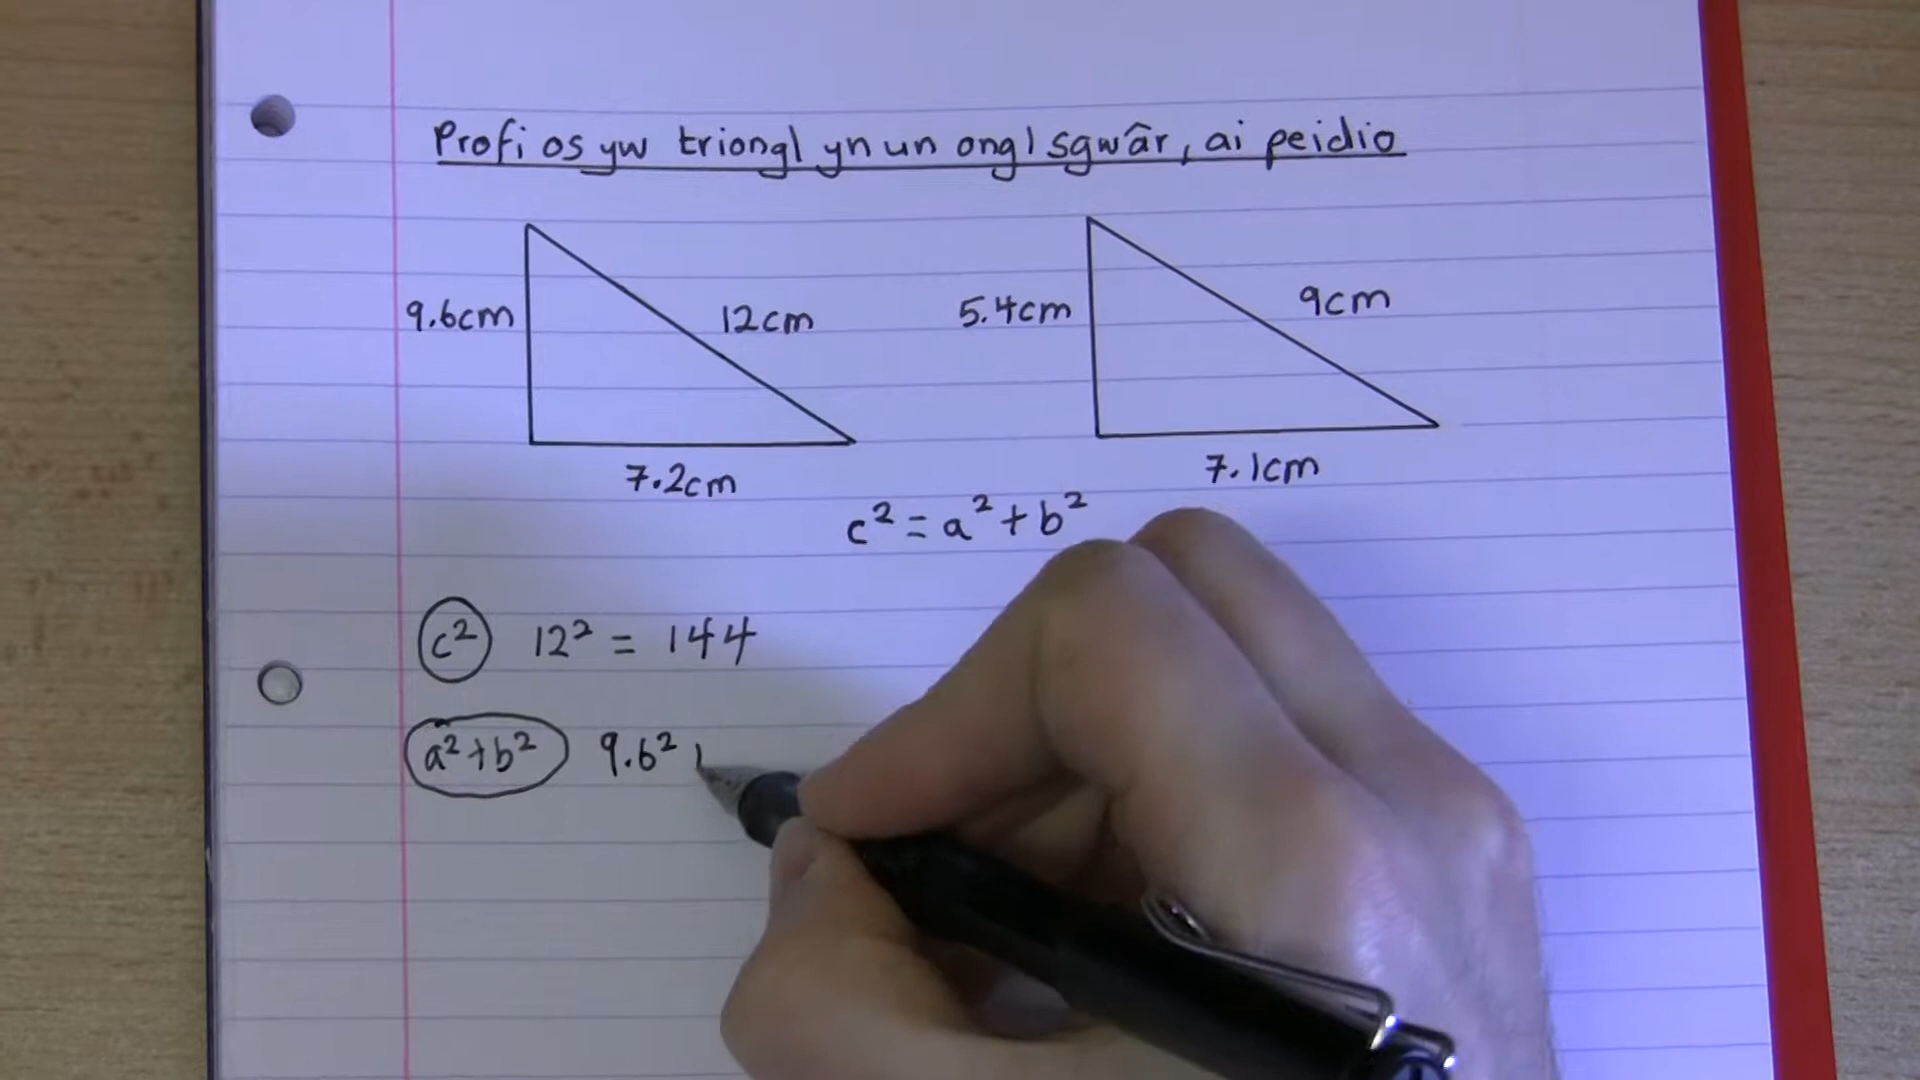 Profi os yw triongl yn un ongl sgwâr, ai peidio
9.6cm
12cm
7.2cm
5.4cm
9cm
7.1cm
c² = a² + b²
c² 12² = 144
a² + b² 9.6²